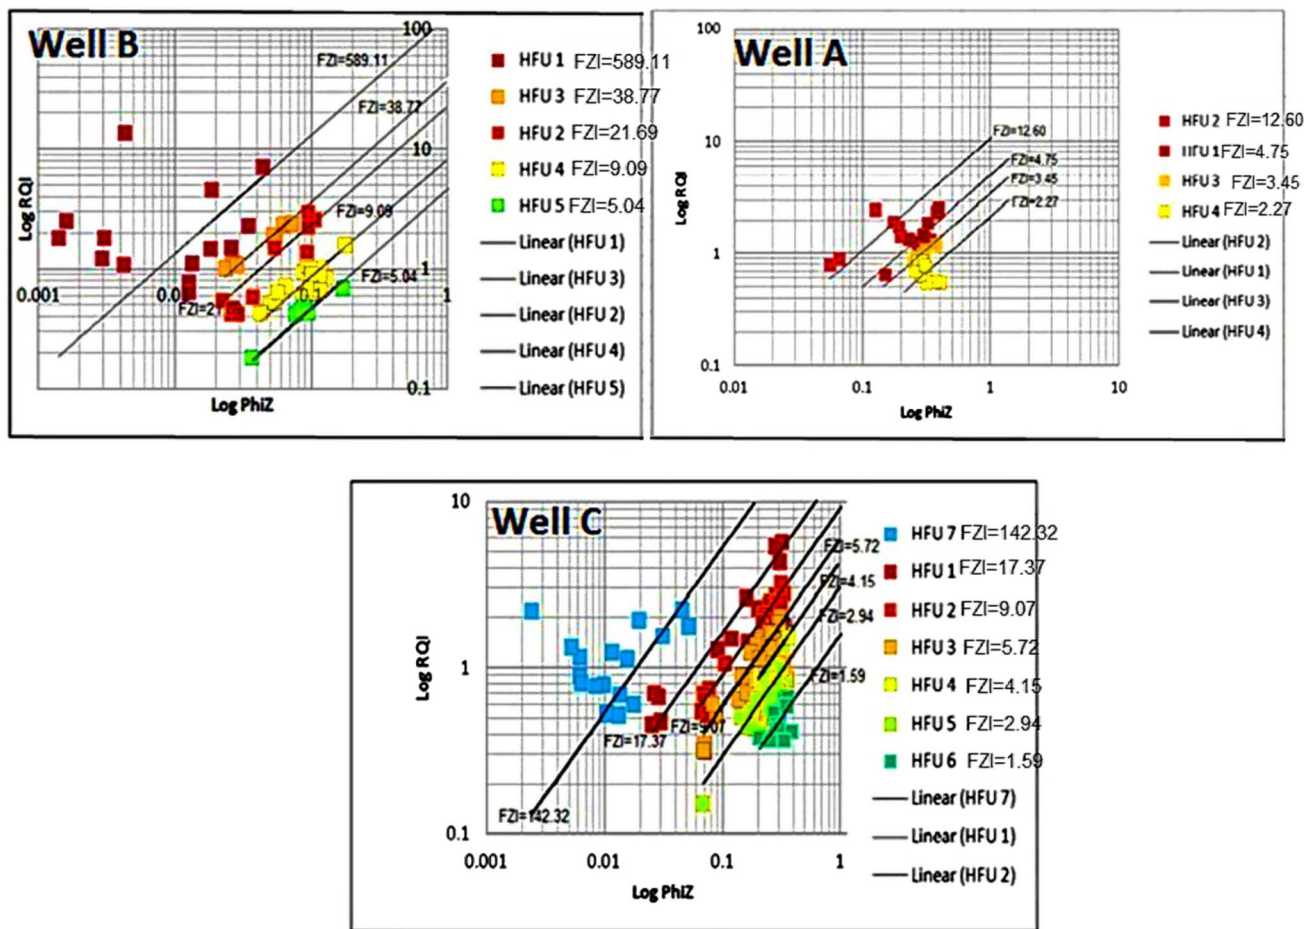 Well B
100
10
1
0.1
0.001
0.0
0.1
1
Log RQI
Log PhiZ
FZI=589.11
FZI=38.77
FZI=9.09
FZI=5.04
FZI=21
HFU 1 FZI=589.11
HFU 3 FZI=38.77
HFU 2 FZI=21.69
HFU 4 FZI=9.09
HFU 5 FZI=5.04
Linear (HFU 1)
Linear (HFU 3)
Linear (HFU 2)
Linear (HFU 4)
Linear (HFU 5)
Well A
100
10
1
0.1
0.01
0.1
1
10
Log RQI
Log PhiZ
FZI=12.60
FZI=4.75
FZI=3.45
FZI=2.27
HFU 2 FZI=12.60
HFU 1 FZI=4.75
HFU 3 FZI=3.45
HFU 4 FZI=2.27
Linear (HFU 2)
Linear (HFU 1)
Linear (HFU 3)
Linear (HFU 4)
Well C
10
1
0.1
0.001
0.01
0.1
1
Log RQI
Log PhiZ
FZI=5.72
FZI=4.15
FZI=2.94
FZI=1.59
FZI=9.07
FZI=17.37
FZI=142.32
HFU 7 FZI=142.32
HFU 1 FZI=17.37
HFU 2 FZI=9.07
HFU 3 FZI=5.72
HFU 4 FZI=4.15
HFU 5 FZI=2.94
HFU 6 FZI=1.59
Linear (HFU 7)
Linear (HFU 1)
Linear (HFU 2)